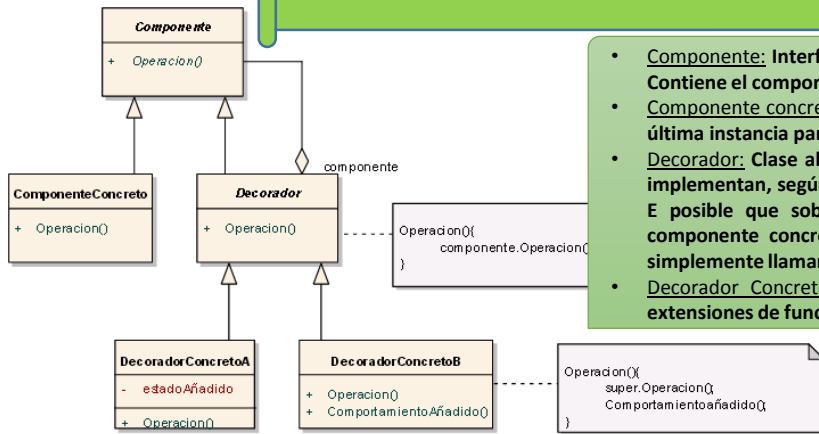 Componente
+ Operacion()
ComponenteConcreto
+ Operacion()
Decorador
+ Operacion()
componente
Operacion(){
componente.Operacion(
}
DecoradorConcretoA
- estadoAñadido
+ Operacion()
DecoradorConcretoB
+ Operacion()
+ ComportamientoAñadido()
Operacion(){
super.Operacion();
Comportamientoañadido();
}
• Componente: Interf
Contiene el compor
• Componente concre
última instancia par
• Decorador: Clase al
implementan, segú
E posible que sob
componente concr
simplemente llamar
• Decorador Concret
extensiones de func